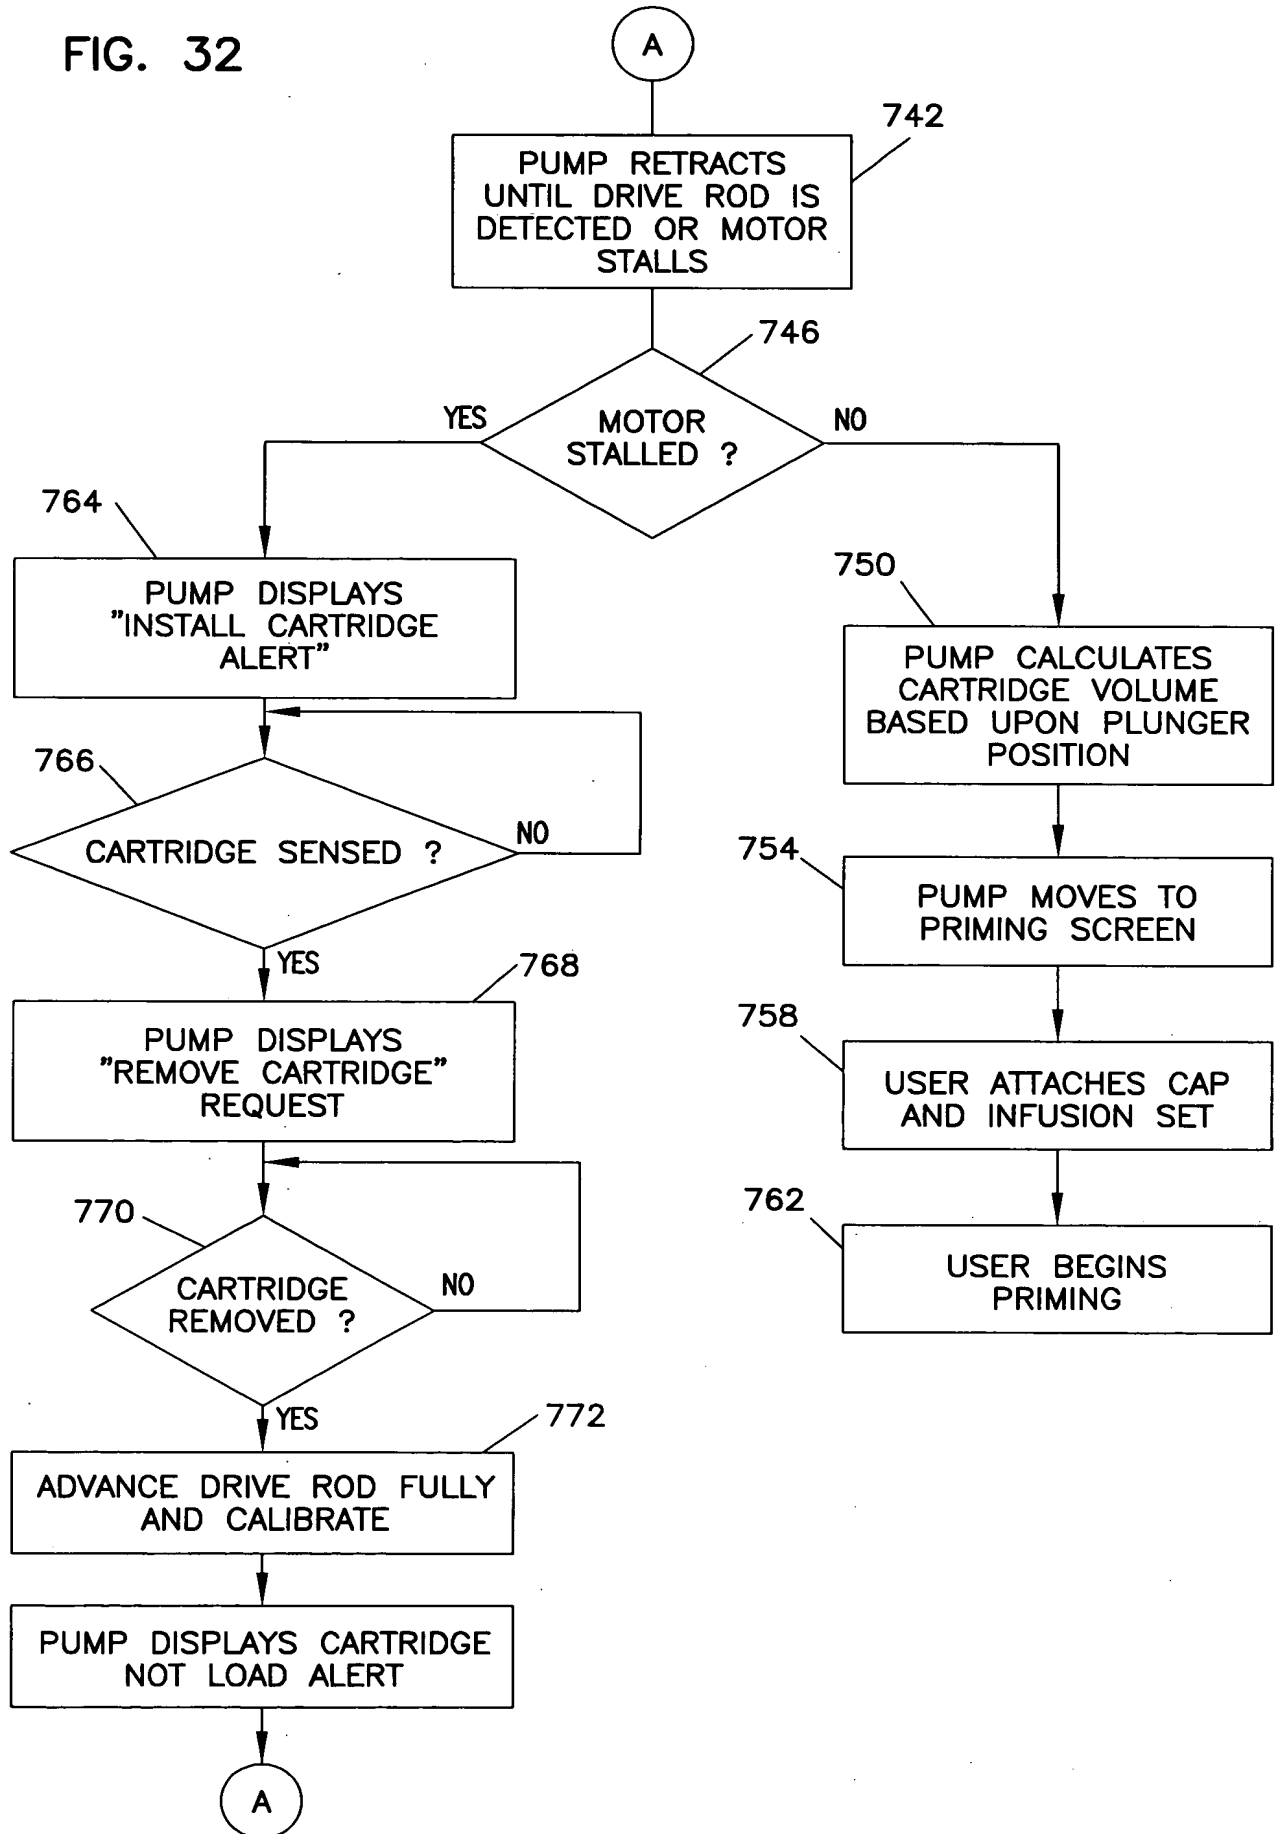 FIG. 32
A
742
PUMP RETRACTS
UNTIL DRIVE ROD IS
DETECTED OR MOTOR
STALLS
746
MOTOR
STALLED ?
YES
NO
764
PUMP DISPLAYS
"INSTALL CARTRIDGE
ALERT"
766
CARTRIDGE SENSED ?
NO
YES
768
PUMP DISPLAYS
"REMOVE CARTRIDGE"
REQUEST
770
CARTRIDGE
REMOVED ?
NO
YES
772
ADVANCE DRIVE ROD FULLY
AND CALIBRATE
PUMP DISPLAYS CARTRIDGE
NOT LOAD ALERT
A
750
PUMP CALCULATES
CARTRIDGE VOLUME
BASED UPON PLUNGER
POSITION
754
PUMP MOVES TO
PRIMING SCREEN
758
USER ATTACHES CAP
AND INFUSION SET
762
USER BEGINS
PRIMING